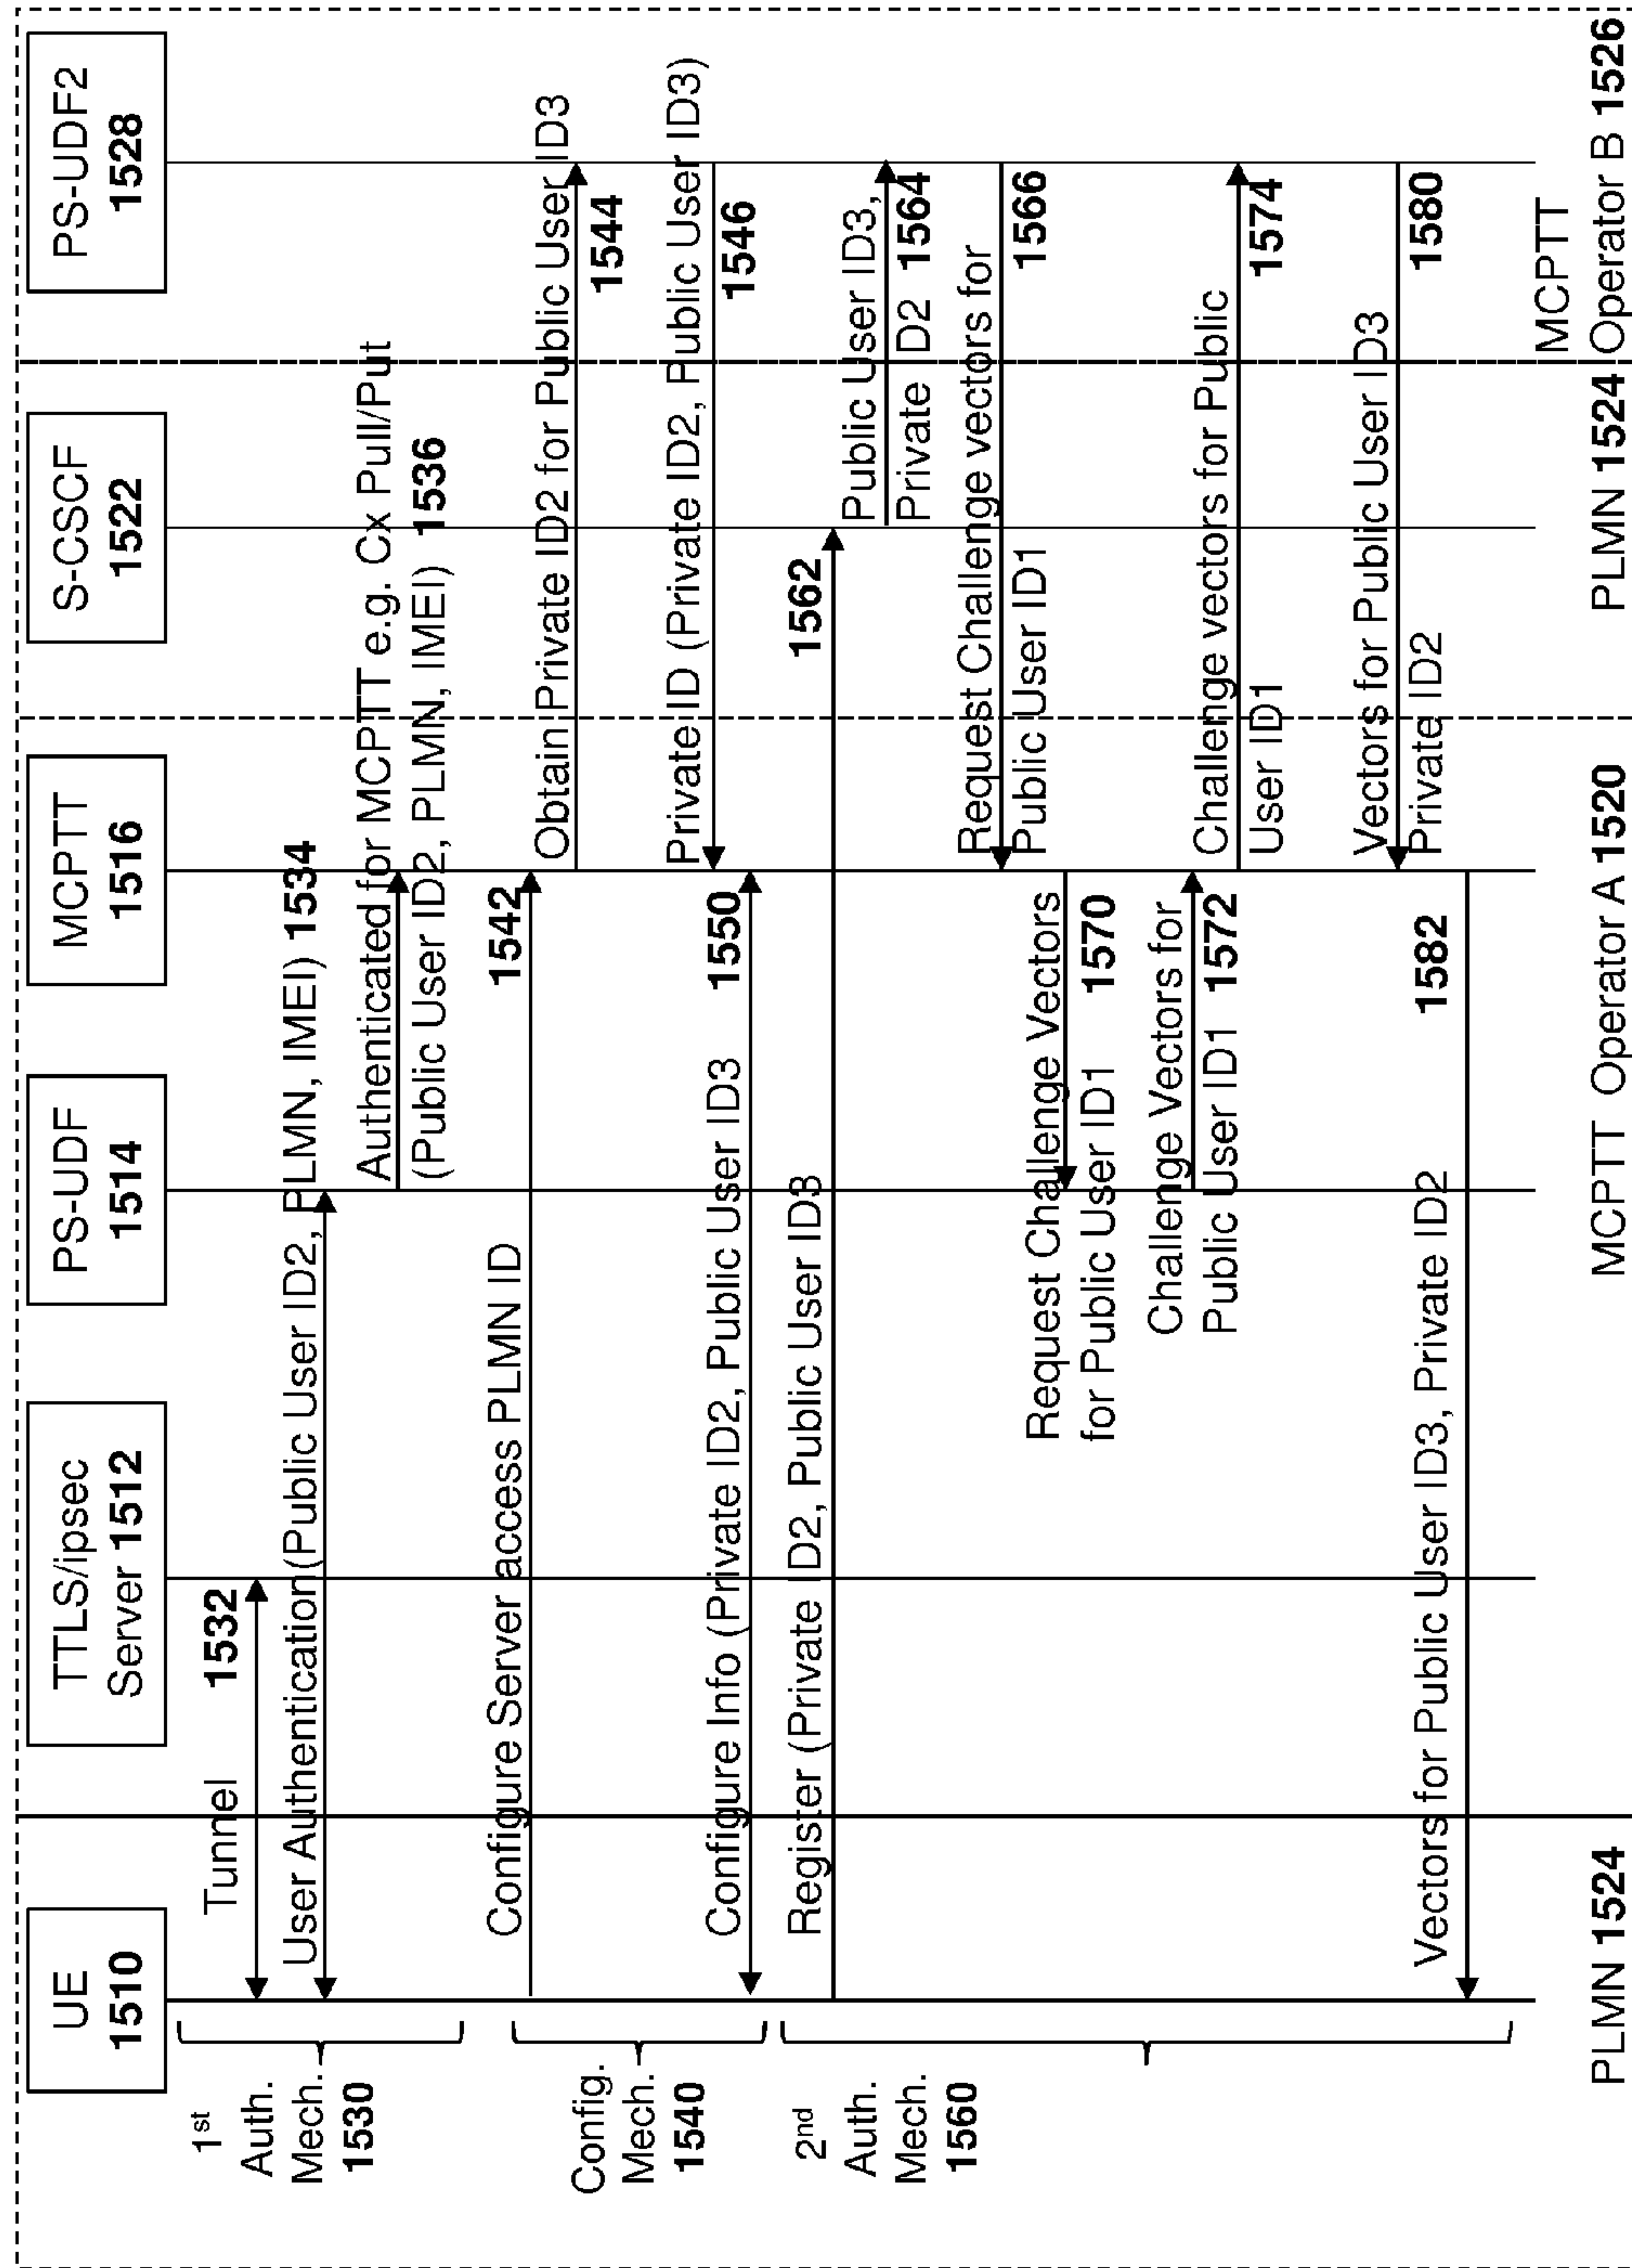 UE
1510
TTLS/ipsec
Server 1512
PS-UDF
1514
MCPTT
1516
S-CSCF
1522
PS-UDF2
1528
1st
Auth.
Mech.
1530
Tunnel 1532
User Authentication(Public User ID2, PLMN, IMEI) 1534
Authenticated for MCPTT e.g. Cx Pull/Put
(Public User ID2, PLMN, IMEI) 1536
Config.
Mech.
1540
Configure Server access PLMN ID
1542
Obtain Private ID2 for Public User ID3
1544
Private ID (Private ID2, Public User ID3)
1546
Configure Info (Private ID2, Public User ID3
1550
2nd
Auth.
Mech.
1560
Register (Private ID2, Public User ID3
1562
Public User ID3,
Private D2 1564
Request Challenge vectors for
Public User ID1
1566
Request Challenge Vectors
for Public User ID1 1570
Challenge Vectors for
Public User ID1 1572
Challenge vectors for Public
User ID1
1574
Vectors for Public User ID3
Private ID2
1580
Vectors for Public User ID3, Private ID2
1582
PLMN 1524
MCPTT Operator A 1520
PLMN 1524
MCPTT
Operator B 1526